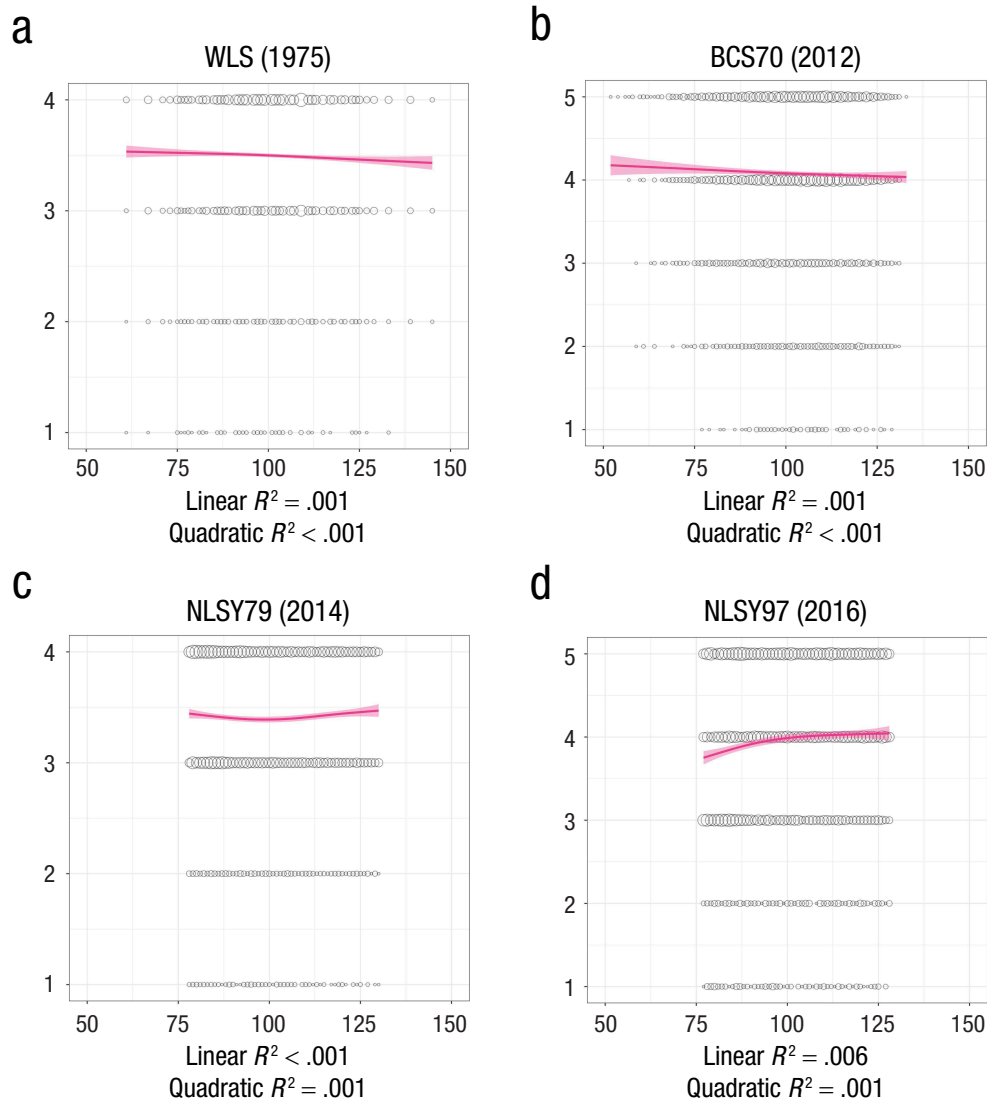 a
WLS (1975)
4
3
2
1
50 75 100 125 150
Linear R² = .001
Quadratic R² < .001
b
BCS70 (2012)
5
4
3
2
1
50 75 100 125 150
Linear R² = .001
Quadratic R² < .001
c
NLSY79 (2014)
4
3
2
1
50 75 100 125 150
Linear R² < .001
Quadratic R² = .001
d
NLSY97 (2016)
5
4
3
2
1
50 75 100 125 150
Linear R² = .006
Quadratic R² = .001